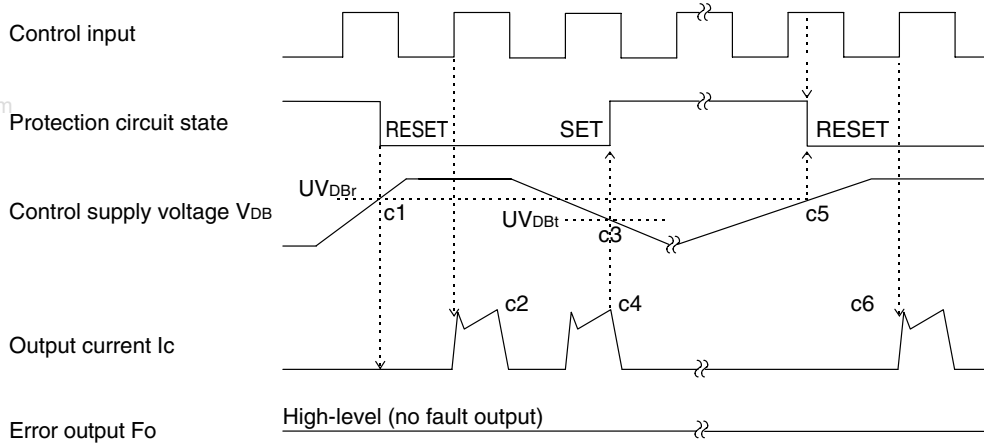 Control input
m
Protection circuit state
RESET
SET
RESET
UVDBr
Control supply voltage VDB
c1
UVDBt
c3
c5
c2
c4
c6
Output current Ic
High-level (no fault output)
Error output Fo